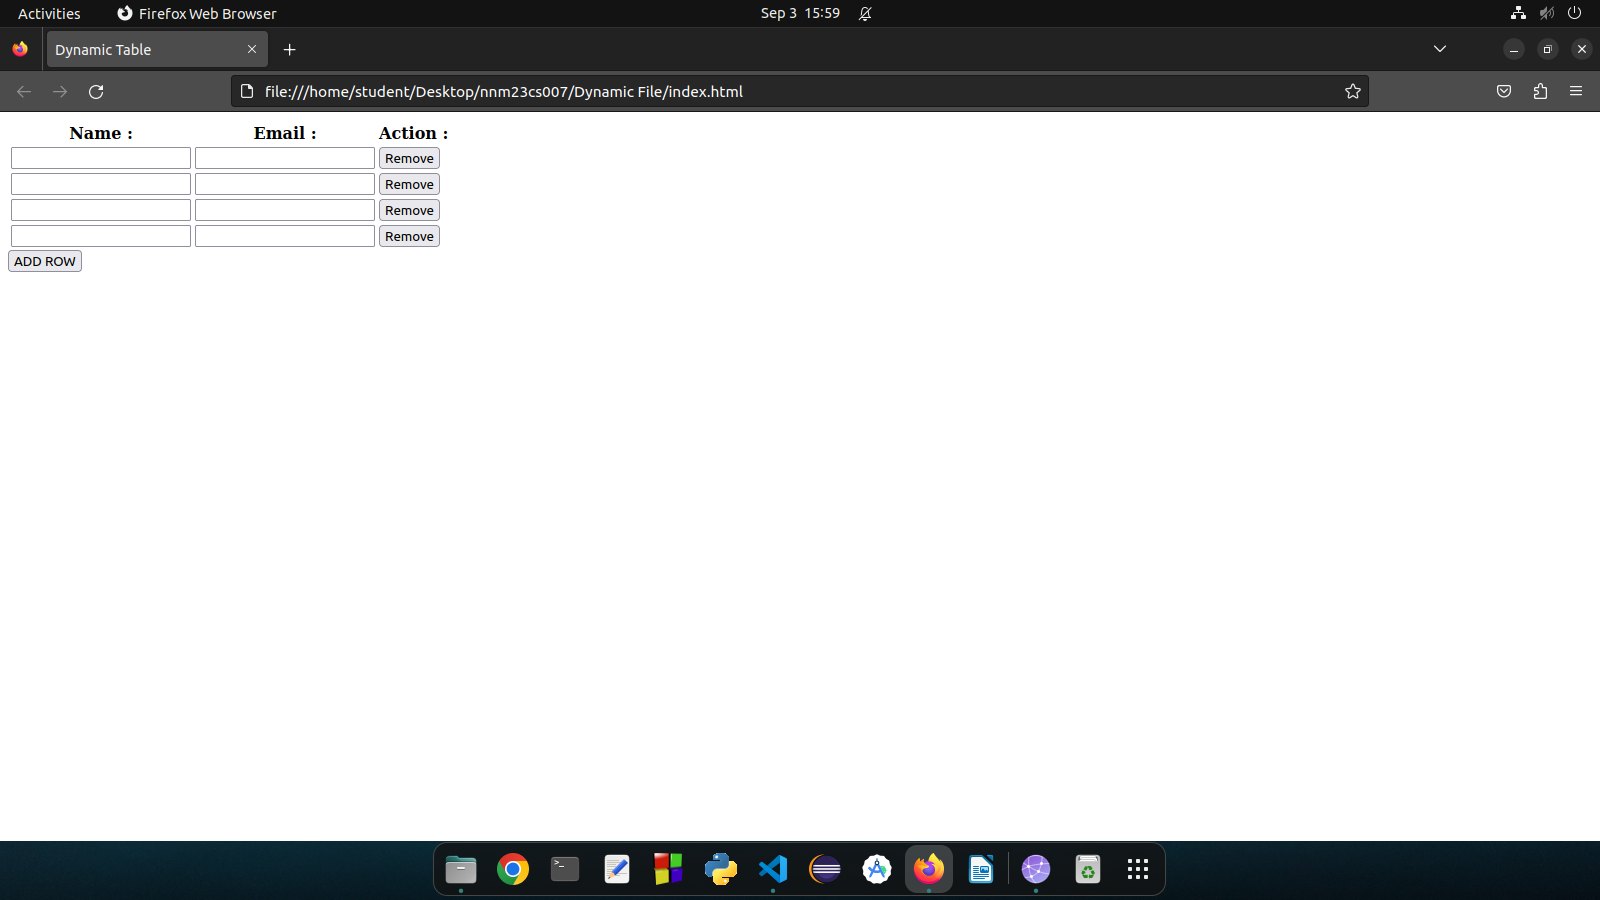 Activities Firefox Web Browser Sep 3 15:59
Dynamic Table
file:///home/student/Desktop/nnm23cs007/Dynamic File/index.html
Name : Email : Action :
Remove
Remove
Remove
Remove
ADD ROW